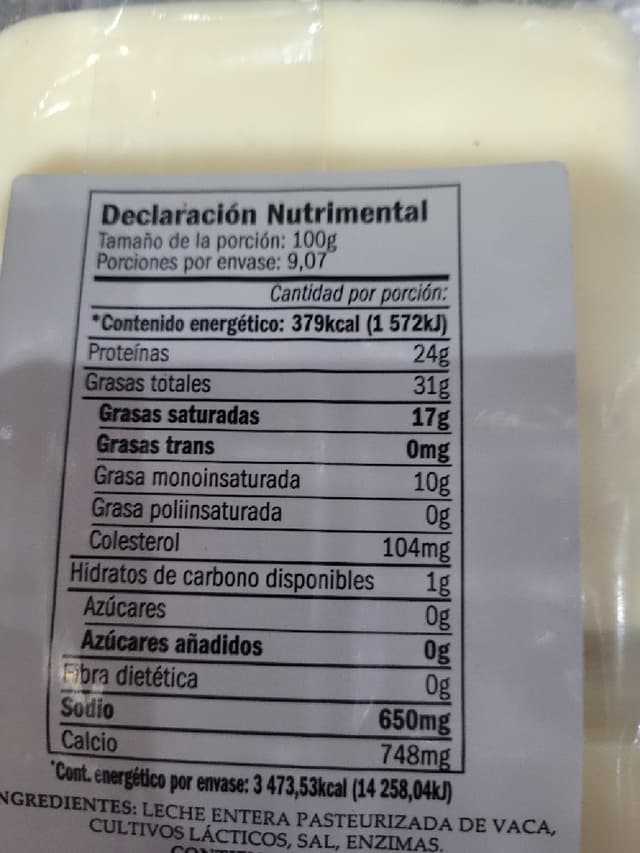 Declaración Nutrimental
Tamaño de la porción: 100g
Porciones por envase: 9,07
Cantidad por porción:
*Contenido energético: 379kcal (1 572kJ)
Proteínas 24g
Grasas totales 31g
Grasas saturadas 17g
Grasas trans 0mg
Grasa monoinsaturada 10g
Grasa poliinsaturada 0g
Colesterol 104mg
Hidratos de carbono disponibles 1g
Azúcares 0g
Azúcares añadidos 0g
Fibra dietética 0g
Sodio 650mg
Calcio 748mg
*Cont. energético por envase: 3 473,53kcal (14 258,04kJ)
NGREDIENTES: LECHE ENTERA PASTEURIZADA DE VACA,
CULTIVOS LÁCTICOS, SAL, ENZIMAS.